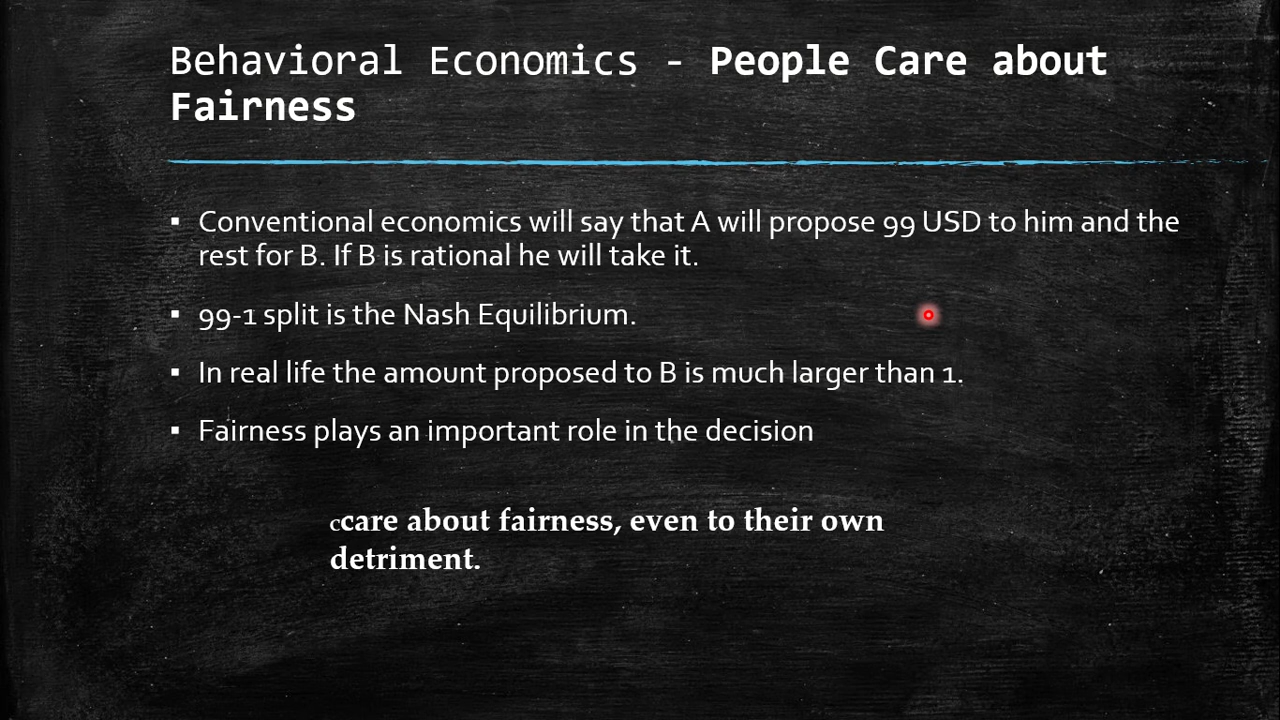 Behavioral Economics - People Care about
Fairness
▪ Conventional economics will say that A will propose 99 USD to him and the
rest for B. If B is rational he will take it.
▪ 99-1 split is the Nash Equilibrium.
▪ In real life the amount proposed to B is much larger than 1.
▪ Fairness plays an important role in the decision
ccare about fairness, even to their own
detriment.